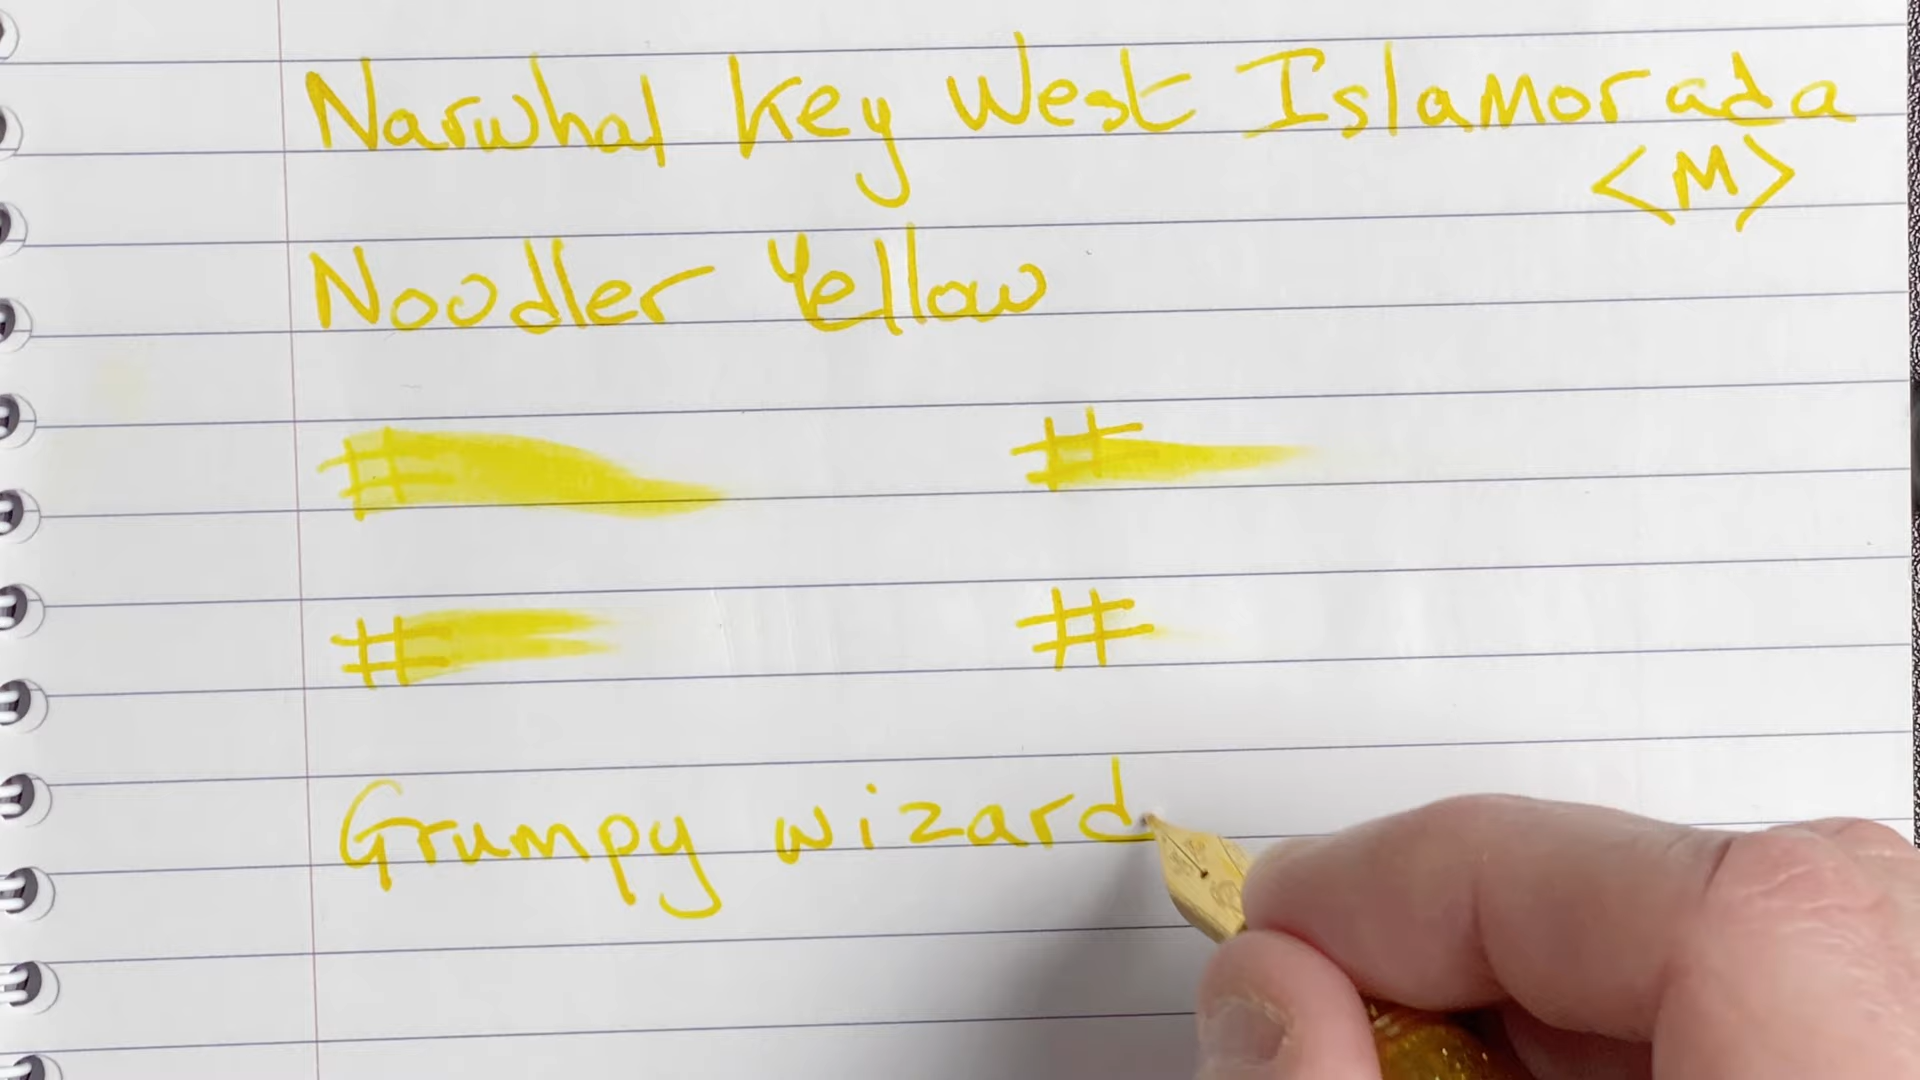 Narwhal Key West Islamorada
<M>
Noodler Yellow
# #
# #
Grumpy wizard